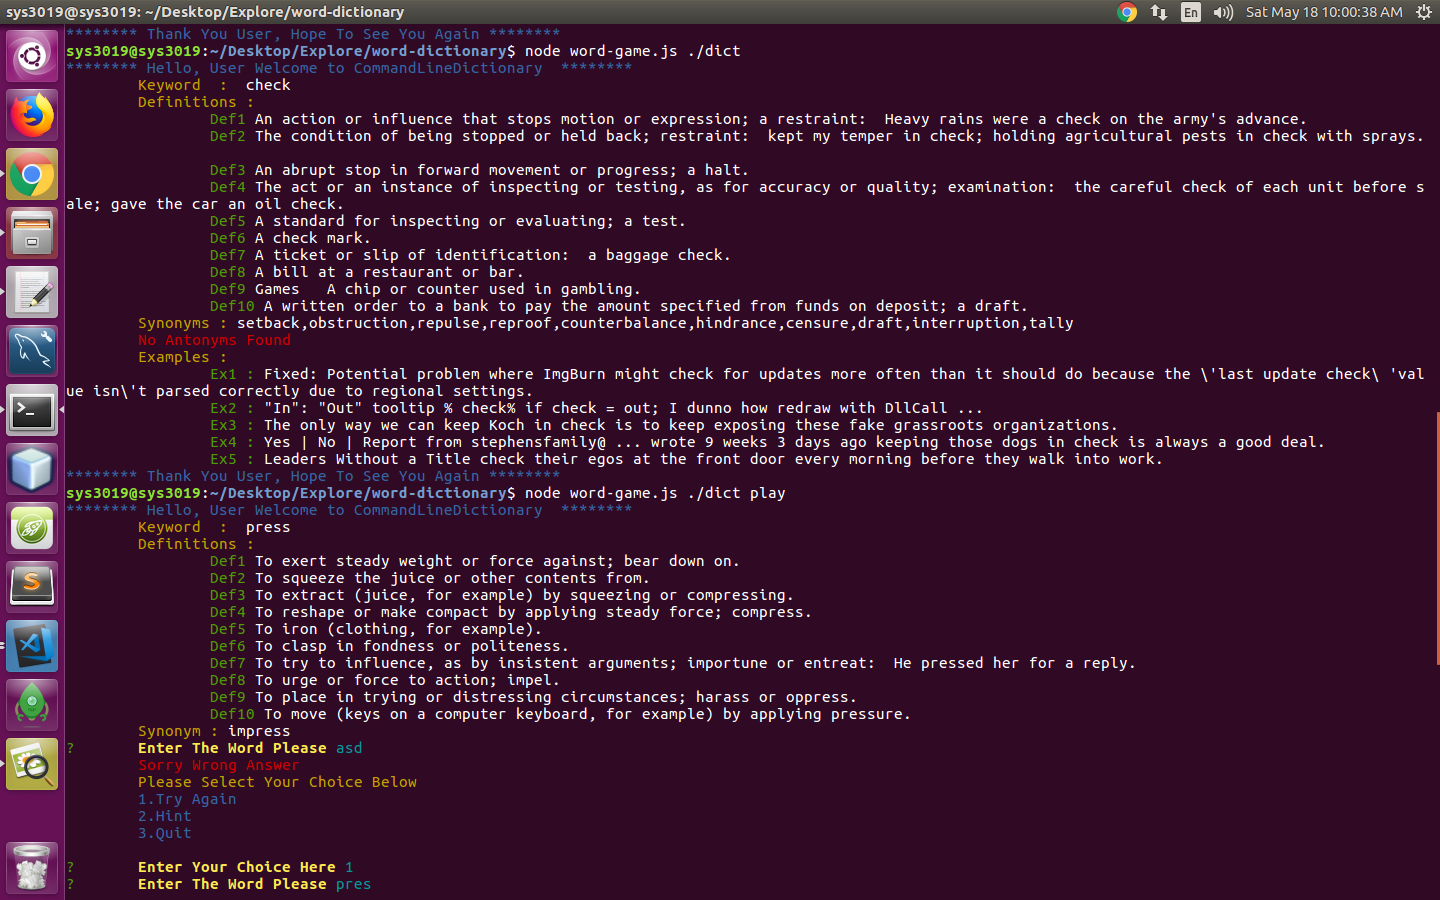 sys3019@sys3019: ~/Desktop/Explore/word-dictionary
En
Sat May 18 10:00:38 AM
******** Thank You User, Hope To See You Again ********
sys3019@sys3019:~/Desktop/Explore/word-dictionary$ node word-game.js ./dict
******** Hello, User Welcome to CommandLineDictionary  ********
Keyword  :  check
Definitions :
Def1 An action or influence that stops motion or expression; a restraint:  Heavy rains were a check on the army's advance.
Def2 The condition of being stopped or held back; restraint:  kept my temper in check; holding agricultural pests in check with sprays.
Def3 An abrupt stop in forward movement or progress; a halt.
Def4 The act or an instance of inspecting or testing, as for accuracy or quality; examination:  the careful check of each unit before s
ale; gave the car an oil check.
Def5 A standard for inspecting or evaluating; a test.
Def6 A check mark.
Def7 A ticket or slip of identification:  a baggage check.
Def8 A bill at a restaurant or bar.
Def9 Games   A chip or counter used in gambling.
Def10 A written order to a bank to pay the amount specified from funds on deposit; a draft.
Synonyms : setback,obstruction,repulse,reproof,counterbalance,hindrance,censure,draft,interruption,tally
No Antonyms Found
Examples :
Ex1 : Fixed: Potential problem where ImgBurn might check for updates more often than it should do because the \'last update check\ 'val
ue isn\'t parsed correctly due to regional settings.
Ex2 : "In": "Out" tooltip % check% if check = out; I dunno how redraw with DllCall ...
Ex3 : The only way we can keep Koch in check is to keep exposing these fake grassroots organizations.
Ex4 : Yes | No | Report from stephensfamily@ ... wrote 9 weeks 3 days ago keeping those dogs in check is always a good deal.
Ex5 : Leaders Without a Title check their egos at the front door every morning before they walk into work.
******** Thank You User, Hope To See You Again ********
sys3019@sys3019:~/Desktop/Explore/word-dictionary$ node word-game.js ./dict play
******** Hello, User Welcome to CommandLineDictionary  ********
Keyword  :  press
Definitions :
Def1 To exert steady weight or force against; bear down on.
Def2 To squeeze the juice or other contents from.
Def3 To extract (juice, for example) by squeezing or compressing.
Def4 To reshape or make compact by applying steady force; compress.
Def5 To iron (clothing, for example).
Def6 To clasp in fondness or politeness.
Def7 To try to influence, as by insistent arguments; importune or entreat:  He pressed her for a reply.
Def8 To urge or force to action; impel.
Def9 To place in trying or distressing circumstances; harass or oppress.
Def10 To move (keys on a computer keyboard, for example) by applying pressure.
Synonym : impress
? Enter The Word Please asd
Sorry Wrong Answer
Please Select Your Choice Below
1.Try Again
2.Hint
3.Quit
? Enter Your Choice Here 1
? Enter The Word Please pres